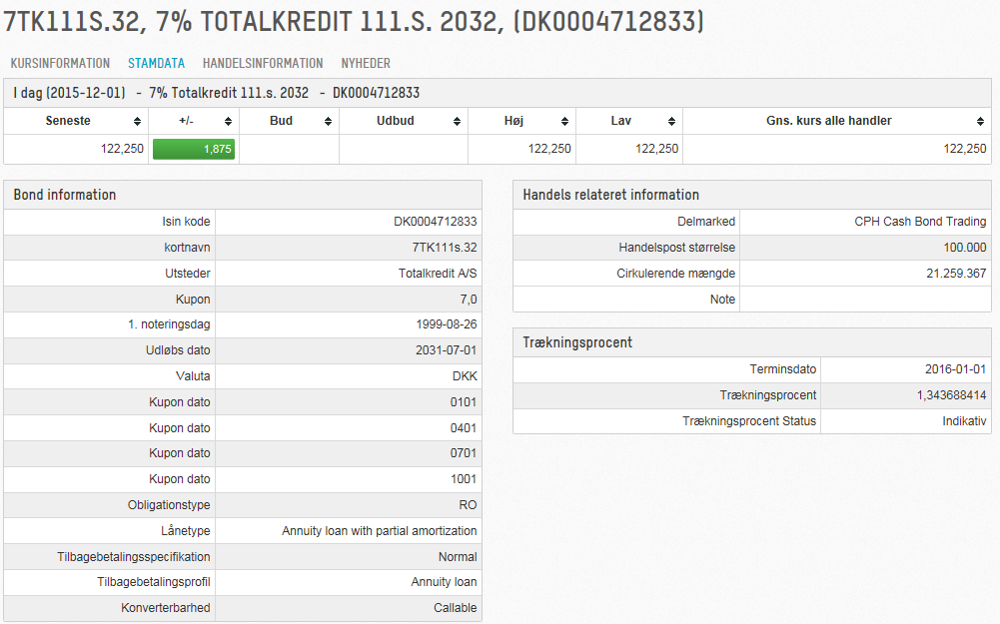 7TK111S.32, 7% TOTALKREDIT 111.S. 2032, (DK0004712833)
KURSINFORMATION STAMDATA HANDELSINFORMATION NYHEDER
I dag (2015-12-01) - 7% Totalkredit 111.s. 2032 - DK0004712833
Seneste +/- Bud Udbud Høj Lav Gns. kurs alle handler
122,250 1,875 122,250 122,250 122,250
Bond information
Isin kode DK0004712833
kortnavn 7TK111s.32
Utsteder Totalkredit A/S
Kupon 7,0
1. noteringsdag 1999-08-26
Udløbs dato 2031-07-01
Valuta DKK
Kupon dato 0101
Kupon dato 0401
Kupon dato 0701
Kupon dato 1001
Obligationstype RO
Lånetype Annuity loan with partial amortization
Tilbagebetalingsspecifikation Normal
Tilbagebetalingsprofil Annuity loan
Konverterbarhed Callable
Handels relateret information
Delmarked CPH Cash Bond Trading
Handelspost størrelse 100.000
Cirkulerende mængde 21.259.367
Note
Trækningsprocent
Terminsdato 2016-01-01
Trækningsprocent 1,343688414
Trækningsprocent Status Indikativ